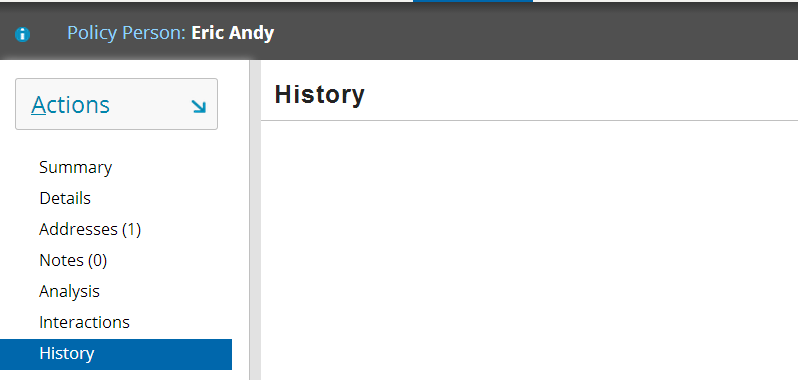 Policy Person: Eric Andy
Actions
History
Summary
Details
Addresses (1)
Notes (0)
Analysis
Interactions
History